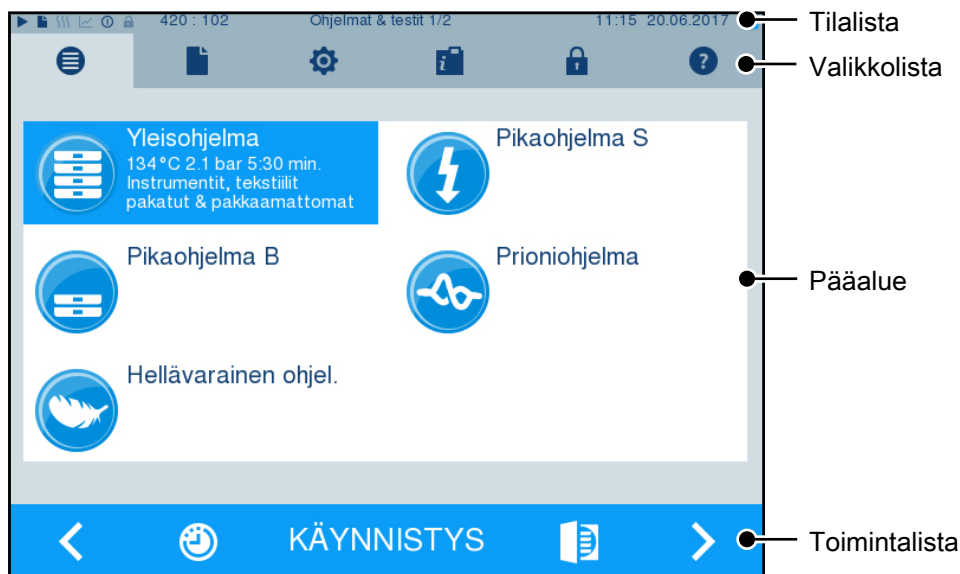 420 : 102 Ohjelmat & testit 1/2 11:15 20.06.2017
Tilalista
Valikkolista
Yleisohjelma
134°C 2.1 bar 5:30 min.
Instrumentit, tekstiilit
pakatut & pakkaamattomat
Pikaohjelma S
Pikaohjelma B
Prioniohjelma
Pääalue
Hellävarainen ohjel.
KÄYNNISTYS
Toimintalista